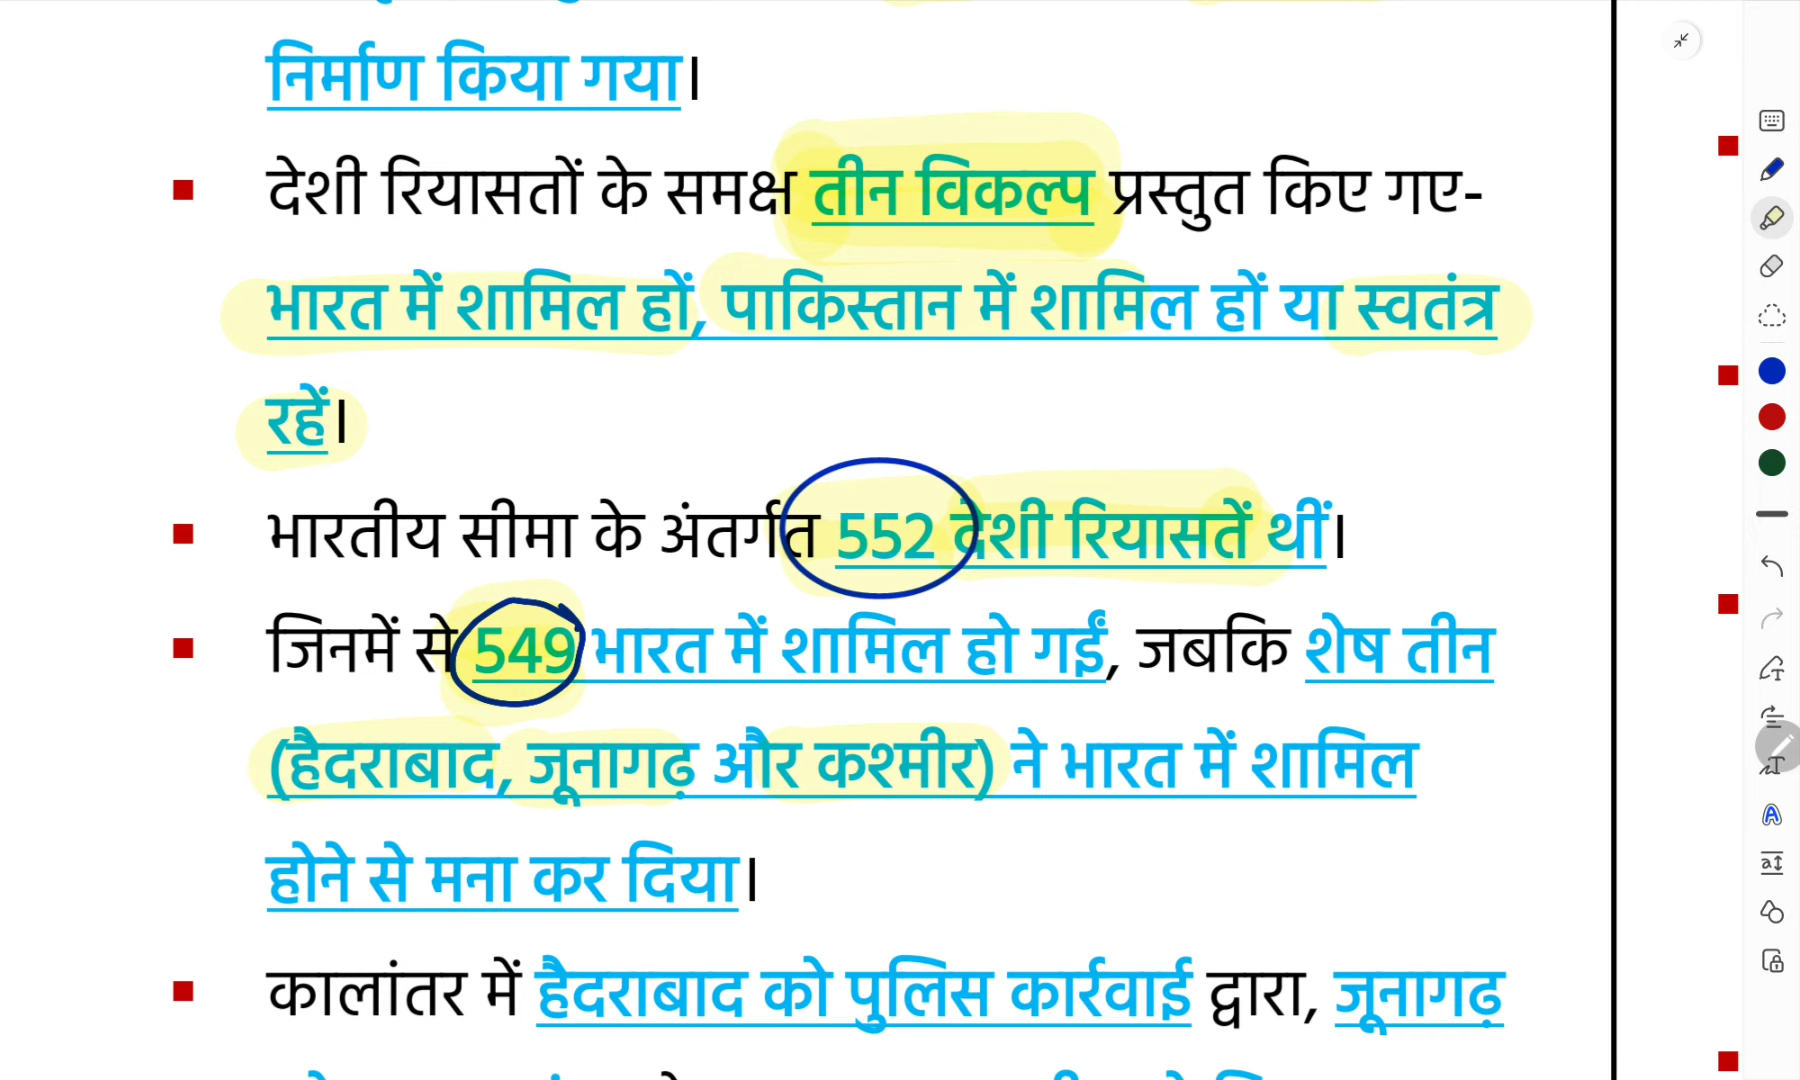 निर्माण किया गया।
देशी रियासतों के समक्ष तीन विकल्प प्रस्तुत किए गए-
भारत में शामिल हों, पाकिस्तान में शामिल हों या स्वतंत्र
रहें।
भारतीय सीमा के अंतर्गत 552 देशी रियासतें थीं।
जिनमें से 549 भारत में शामिल हो गईं, जबकि शेष तीन
(हैदराबाद, जूनागढ़ और कश्मीर) ने भारत में शामिल
होने से मना कर दिया।
कालांतर में हैदराबाद को पुलिस कार्रवाई द्वारा, जूनागढ़